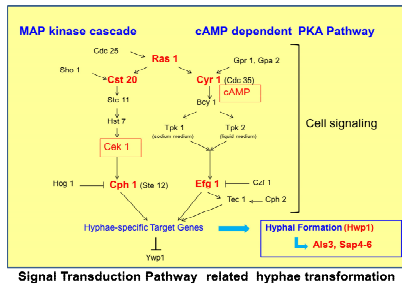 MAP kinase cascade
cAMP dependent PKA Pathway
Cdc 25
Ras 1
Gpr 1, Gpa 2
Sho 1
Cst 20
Cyr 1 (Cdc 35)
cAMP
Ste 11
Bcy 1
Hst 7
Tpk 1
(sodium medium)
Tpk 2
(liquid medium)
Cell signaling
Cek 1
Hog 1
Cph 1 (Ste 12)
Efg 1
Czf 1
Tec 1
Cph 2
Hyphae-specific Target Genes
Hyphal Formation (Hwp1)
Als3, Sap4-6
Ywp1
Signal Transduction Pathway related hyphae transformation